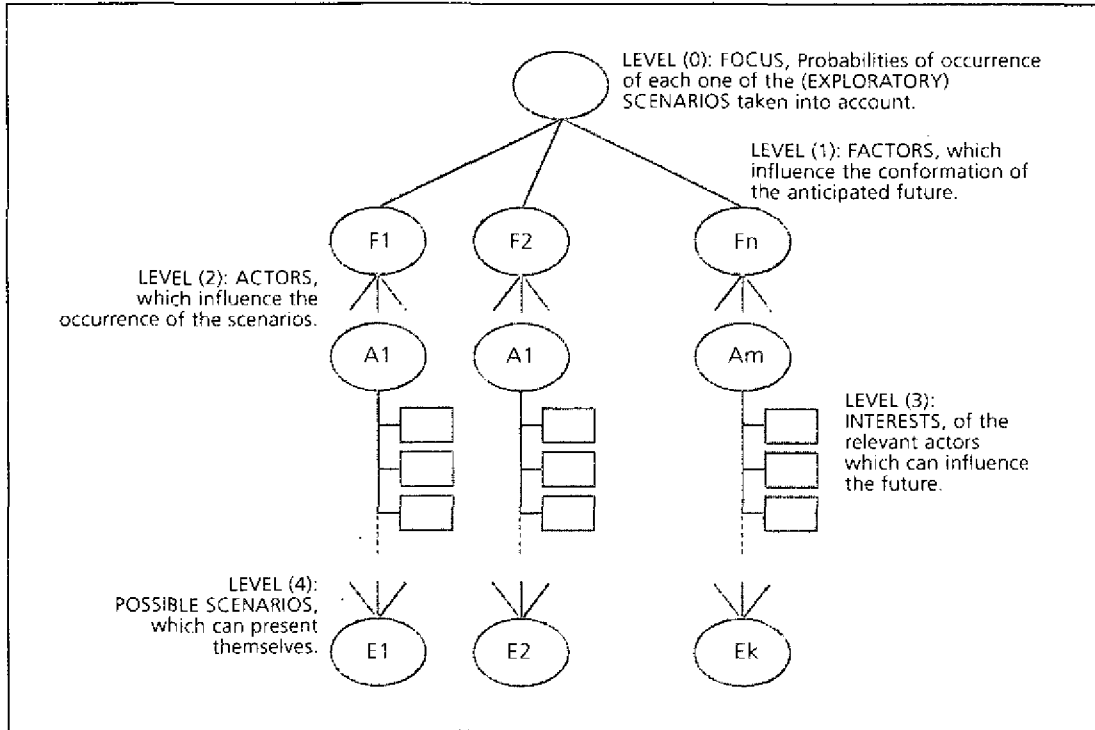 LEVEL (0): FOCUS, Probabilities of occurrence
of each one of the (EXPLORATORY)
SCENARIOS taken into account.
LEVEL (1): FACTORS, which
influence the conformation of
the anticipated future.
F1
F2
Fn
LEVEL (2): ACTORS,
which influence the
occurrence of the scenarios.
A1
A1
Am
LEVEL (3):
INTERESTS, of the
relevant actors
which can influence
the future.
LEVEL (4):
POSSIBLE SCENARIOS,
which can present
themselves.
E1
E2
Ek